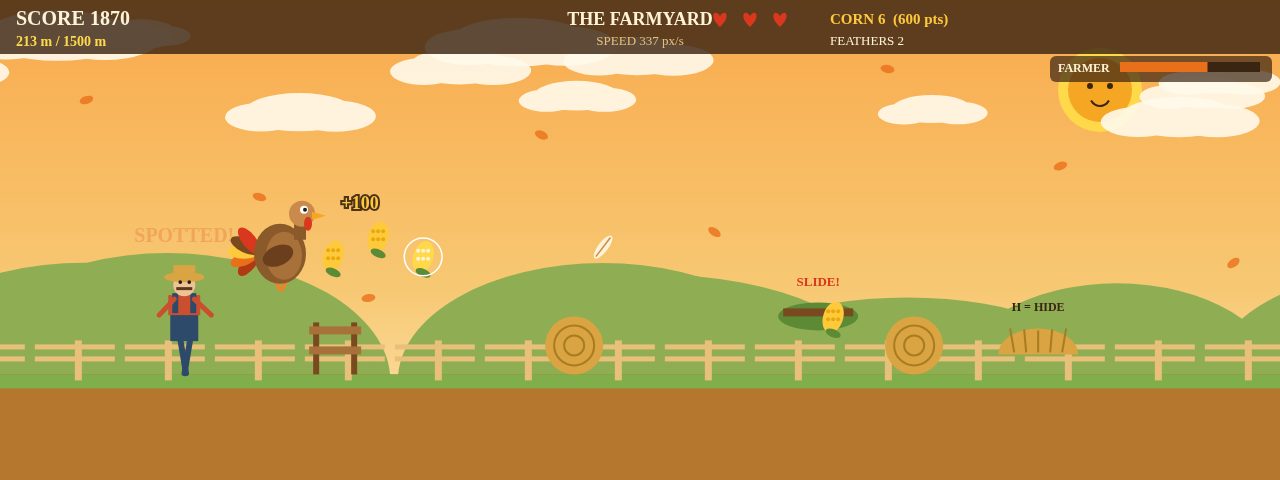 SCORE 1870
213 m / 1500 m
THE FARMYARD
SPEED 337 px/s
CORN 6 (600 pts)
FEATHERS 2
FARMER
+100
SPOTTED!
SLIDE!
H = HIDE